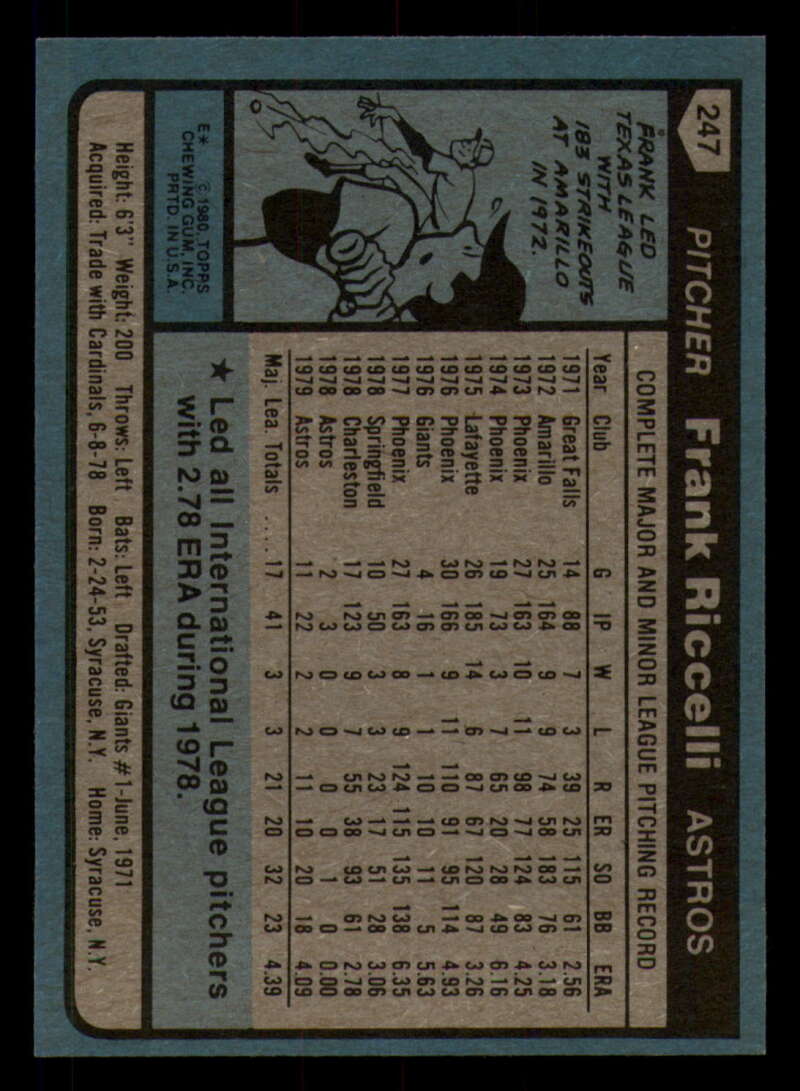 247 PITCHER Frank Riccelli ASTROS
FRANK LED
TEXAS LEAGUE
WITH
183 STRIKEOUTS
AT AMARILLO
IN 1972.
E* © 1980 TOPPS
CHEWING GUM, INC.
PRTD. IN U.S.A.
COMPLETE MAJOR AND MINOR LEAGUE PITCHING RECORD
Year Club G IP W L R ER SO BB ERA
1971 Great Falls 14 88 7 3 39 25 115 61 2.56
1972 Amarillo 25 164 9 9 74 58 183 76 3.18
1973 Phoenix 27 163 10 11 98 77 124 83 4.25
1974 Phoenix 19 73 3 7 65 20 28 49 6.16
1975 Lafayette 26 185 14 6 87 67 120 87 3.26
1976 Phoenix 30 166 9 11 110 91 95 114 4.93
1976 Giants 4 16 1 1 10 10 11 5 5.63
1977 Phoenix 27 163 8 9 124 115 135 138 6.35
1978 Springfield 10 50 3 3 23 17 51 28 3.06
1978 Charleston 17 123 9 7 55 38 93 61 2.78
1978 Astros 2 3 0 0 0 0 1 0 0.00
1979 Astros 11 22 2 2 11 10 20 18 4.09
Maj. Lea. Totals .... 17 41 3 3 21 20 32 23 4.39
★ Led all International League pitchers
with 2.78 ERA during 1978.
Height: 6'3" Weight: 200 Throws: Left Bats: Left Drafted: Giants #1-June, 1971
Acquired: Trade with Cardinals, 6-8-78 Born: 2-24-53, Syracuse, N.Y. Home: Syracuse, N.Y.